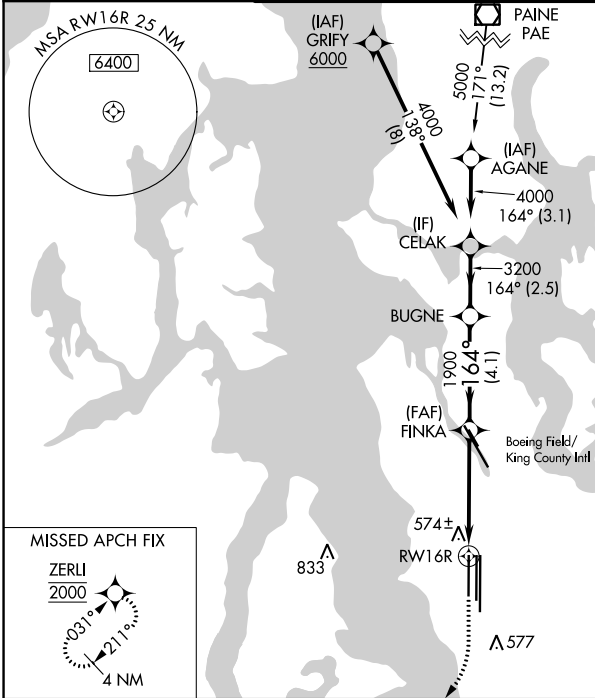 MSA RW16R 25 NM
6400
(IAF)
GRIFY
6000
PAINE
PAE
5000
171°
(13.2)
4000
138°
(8)
(IAF)
AGANE
4000
164° (3.1)
(IF)
CELAK
3200
164° (2.5)
BUGNE
1900
164°
(4.1)
(FAF)
FINKA
Boeing Field/
King County Intl
574±
RW16R
833
577
MISSED APCH FIX
ZERLI
2000
031°
211°
4 NM